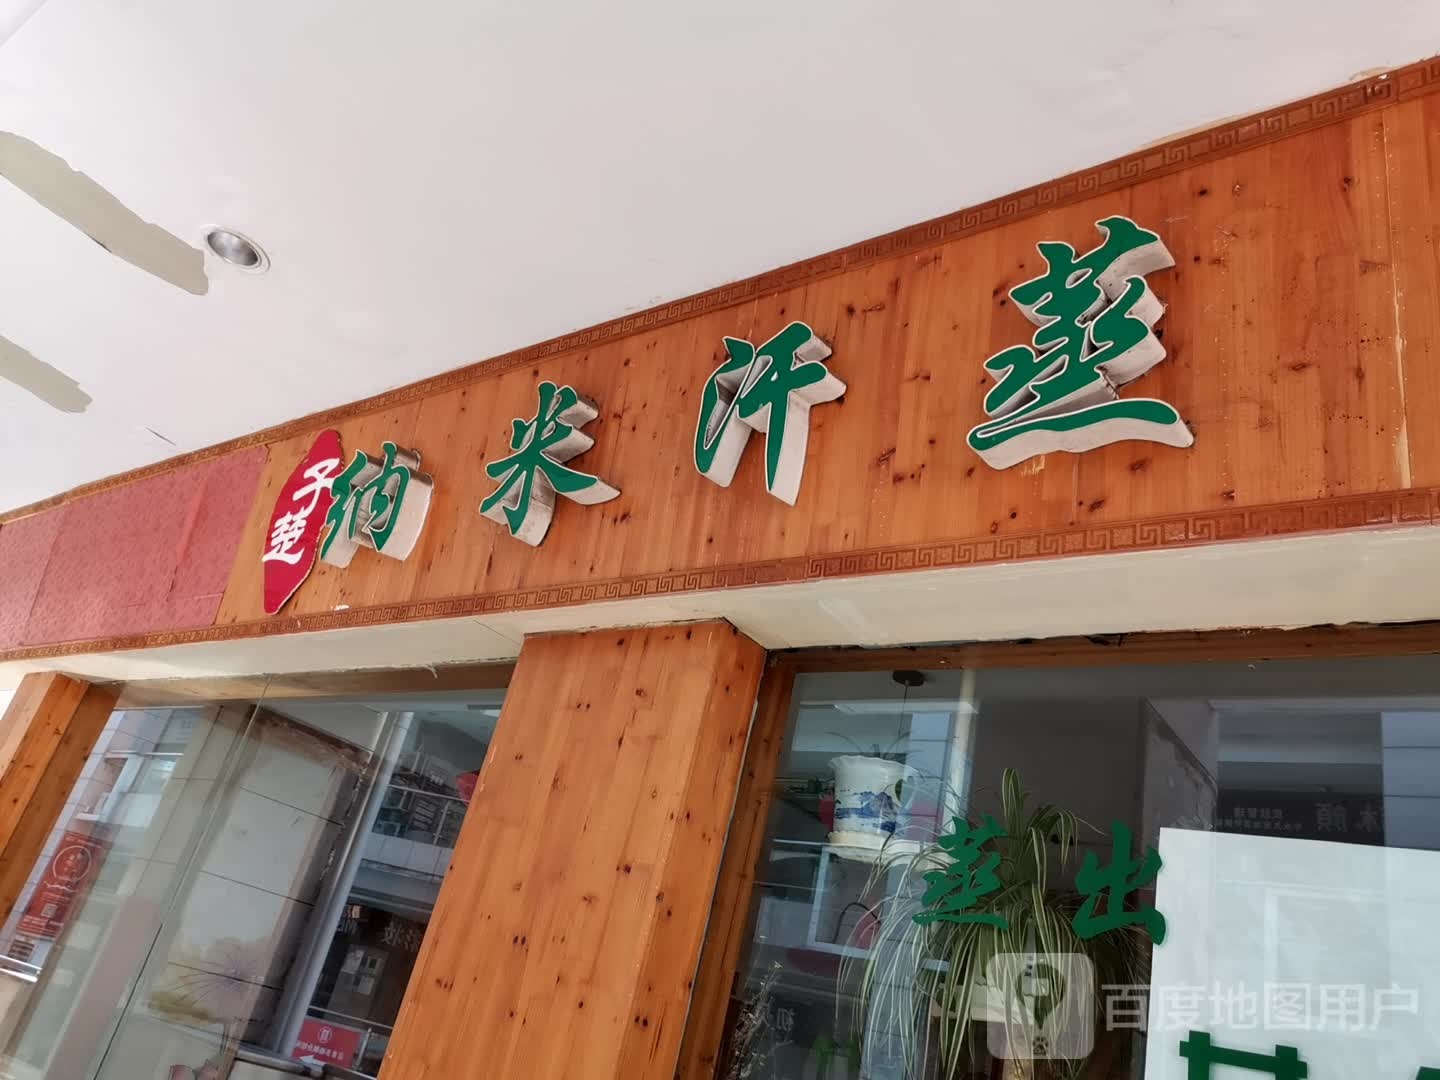 子楚
纳米汗蒸
蒸出
百度地图用户